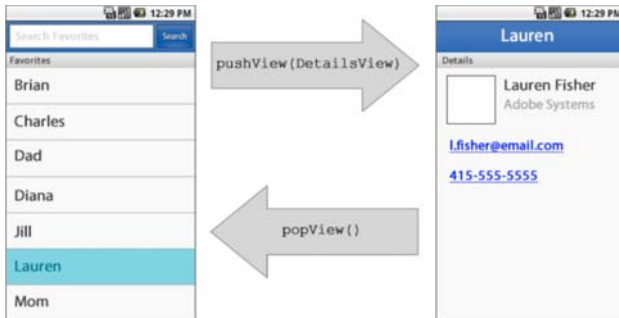 12:29 PM
Search Favorites
Search
Favorites
Brian
Charles
Dad
Diana
Jill
Lauren
Mom
pushView(DetailsView)
popView()
12:29 PM
Lauren
Details
Lauren Fisher
Adobe Systems
l.fisher@email.com
415-555-5555